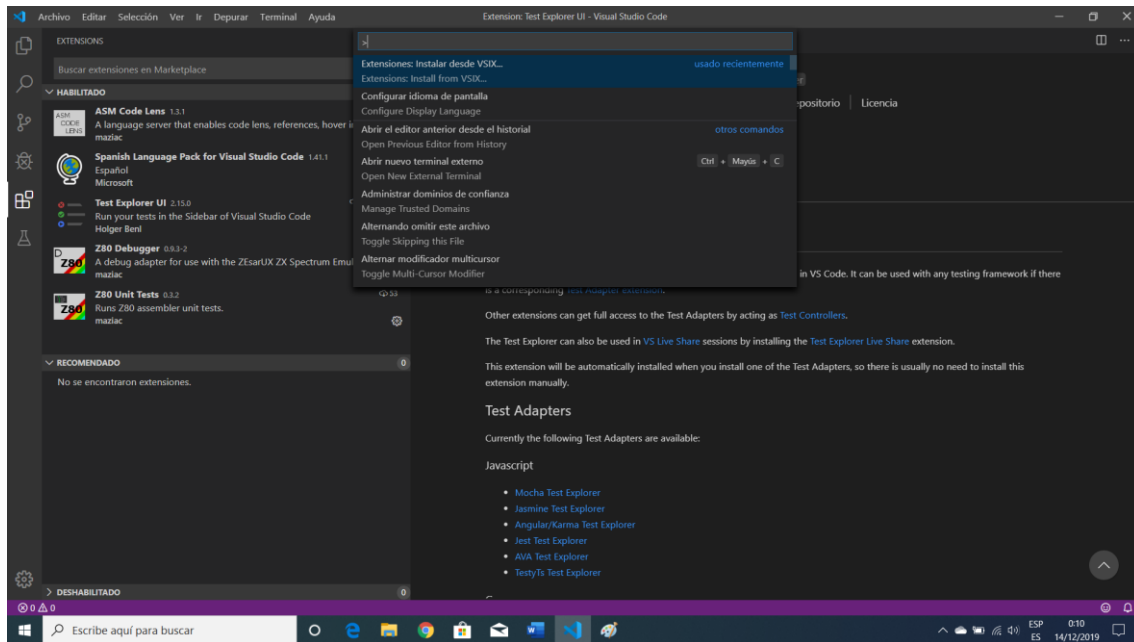 Archivo Editar Selección Ver Ir Depurar Terminal Ayuda
Extension: Test Explorer UI - Visual Studio Code
EXTENSIONS
Buscar extensiones en Marketplace
HABILITADO
ASM CODE LENS
ASM Code Lens 1.3.1
A language server that enables code lens, references, hover
maziac
Spanish Language Pack for Visual Studio Code 1.41.1
Español
Microsoft
Test Explorer UI 2.15.0
Run your tests in the Sidebar of Visual Studio Code
Holger Benl
Z80
Z80 Debugger 0.9.3-2
A debug adapter for use with the ZEsarUX ZX Spectrum Emul
maziac
Z80
Z80 Unit Tests 0.3.2
53
Runs Z80 assembler unit tests.
maziac
RECOMENDADO 0
No se encontraron extensiones.
DESHABILITADO 0
>
Extensiones: Instalar desde VSIX... usado recientemente
Extensions: Install from VSIX...
Configurar idioma de pantalla
Configure Display Language
Abrir el editor anterior desde el historial otros comandos
Open Previous Editor from History
Abrir nuevo terminal externo Ctrl + Mayús + C
Open New External Terminal
Administrar dominios de confianza
Manage Trusted Domains
Alternando omitir este archivo
Toggle Skipping this File
Alternar modificador multicursor
Toggle Multi-Cursor Modifier
epositorio | Licencia
in VS Code. It can be used with any testing framework if there
is a corresponding Test Adapter extension.
Other extensions can get full access to the Test Adapters by acting as Test Controllers.
The Test Explorer can also be used in VS Live Share sessions by installing the Test Explorer Live Share extension.
This extension will be automatically installed when you install one of the Test Adapters, so there is usually no need to install this
extension manually.
Test Adapters
Currently the following Test Adapters are available:
Javascript
Mocha Test Explorer
Jasmine Test Explorer
Angular/Karma Test Explorer
Jest Test Explorer
AVA Test Explorer
TestyTs Test Explorer
0 0
Escribe aquí para buscar
ESP
ES
0:10
14/12/2019